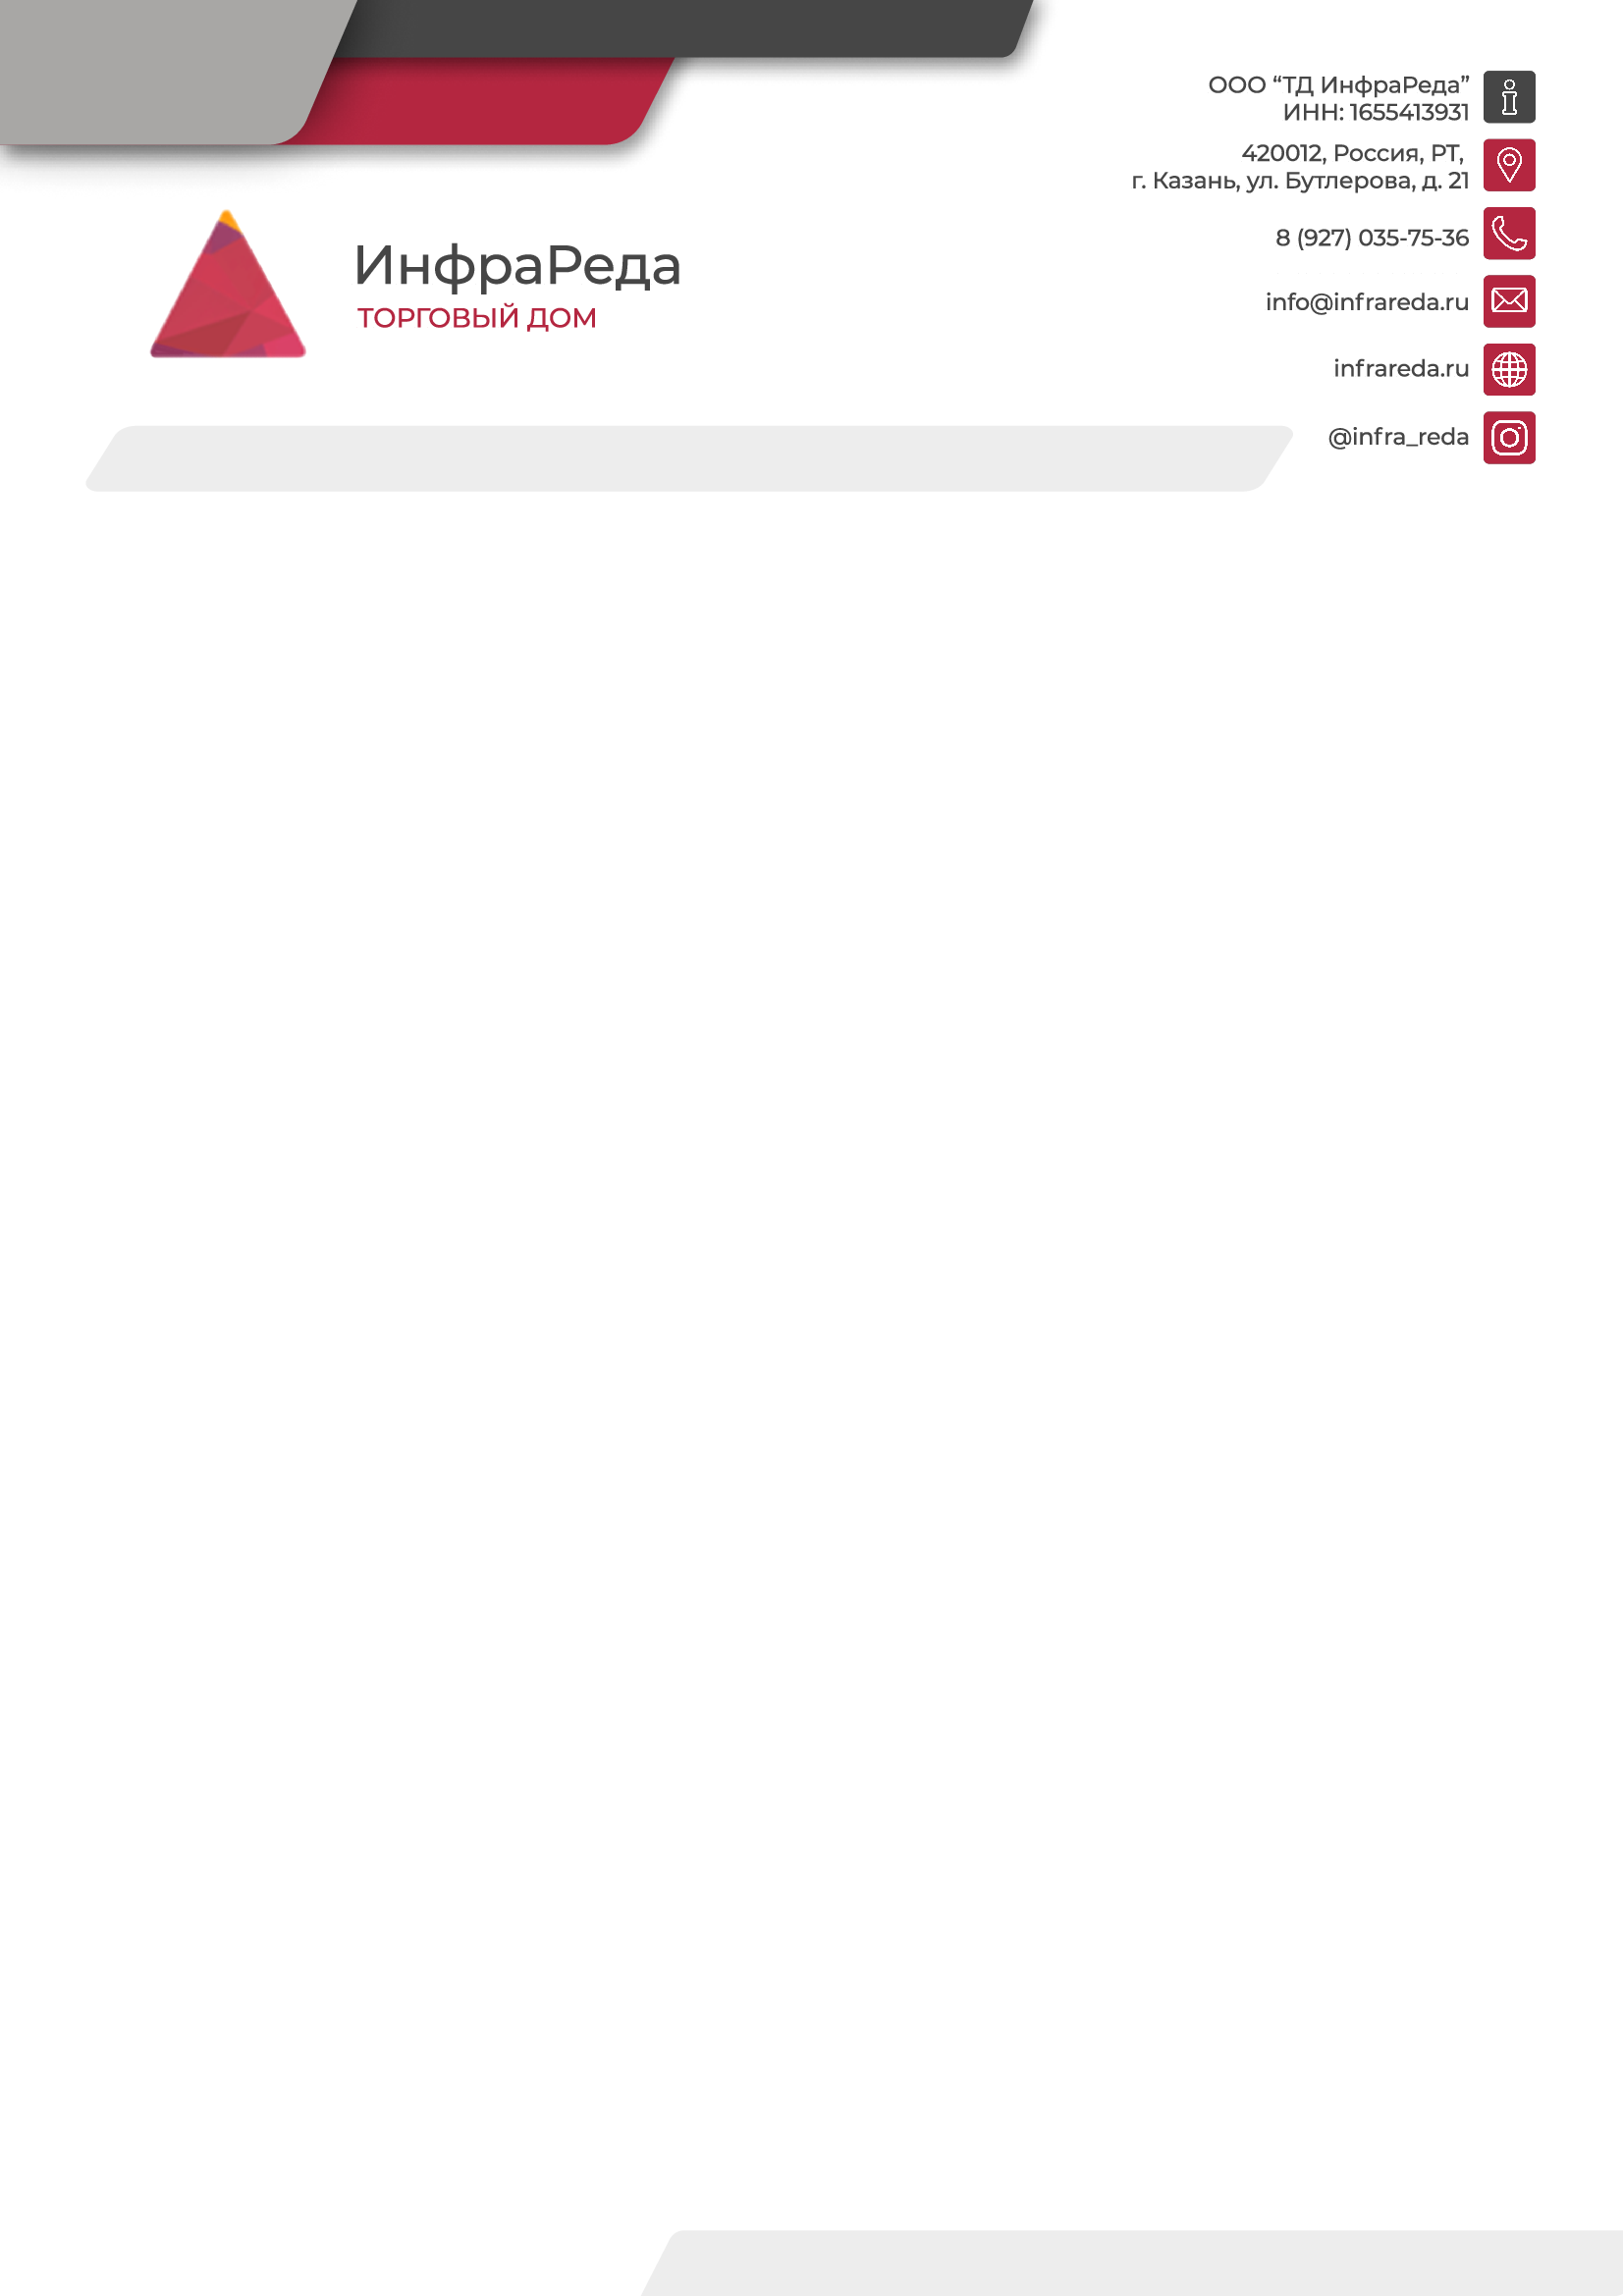 ООО “ТД ИнфраРеда”
ИНН: 1655413931
420012, Россия, РТ,
г. Казань, ул. Бутлерова, д. 21
8 (927) 035-75-36
info@infrareda.ru
infrareda.ru
@infra_reda
ИнфраРеда
ТОРГОВЫЙ ДОМ